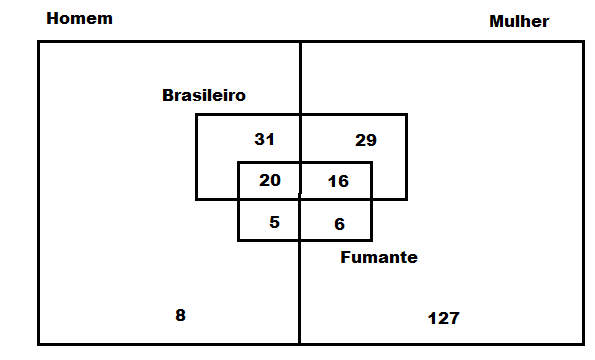 Homem
Mulher
Brasileiro
31 29
20 16
5 6
Fumante
8
127